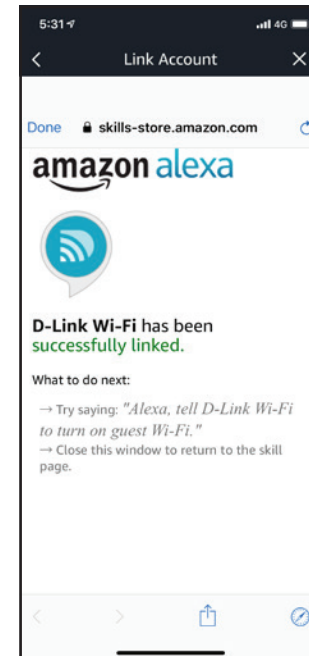 5:31
4G
Link Account
Done
skills-store.amazon.com
amazon alexa
D-Link Wi-Fi has been
successfully linked.
What to do next:
→ Try saying: "Alexa, tell D-Link Wi-Fi
to turn on guest Wi-Fi."
→ Close this window to return to the skill
page.